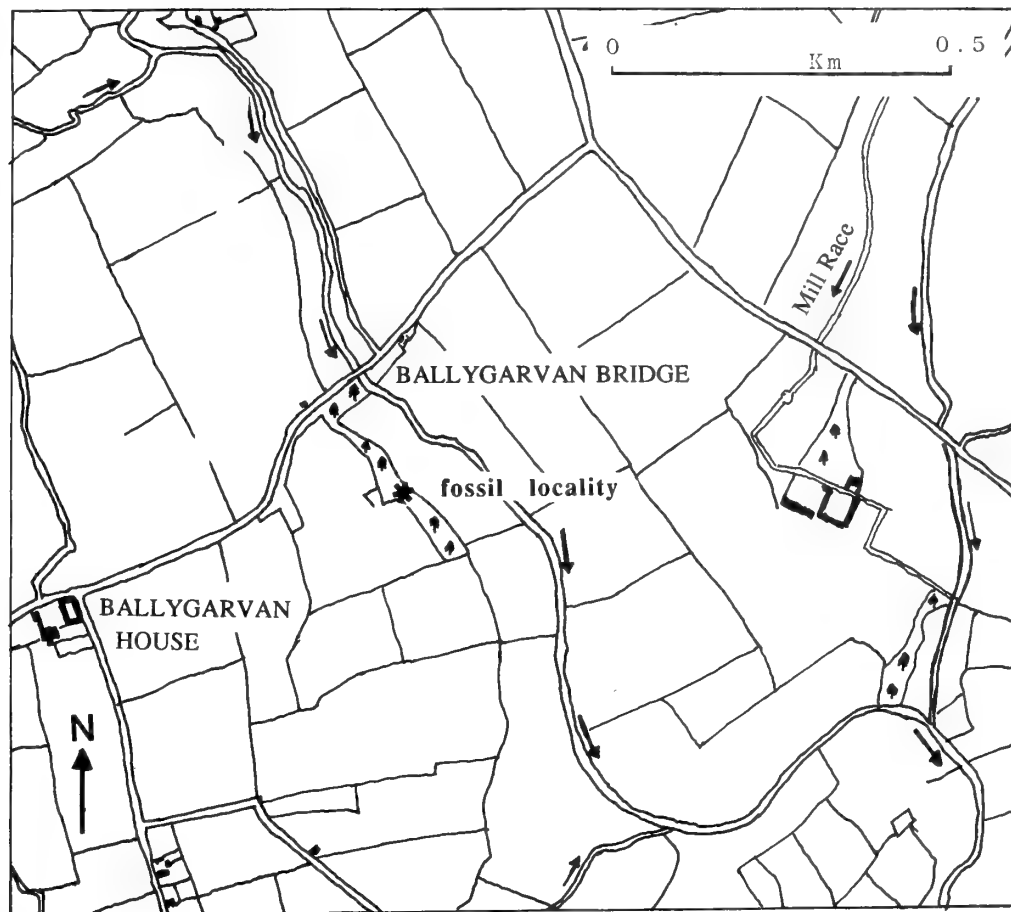 0 0.5
Km
Mill Race
BALLYGARVAN BRIDGE
fossil locality
BALLYGARVAN
HOUSE
N